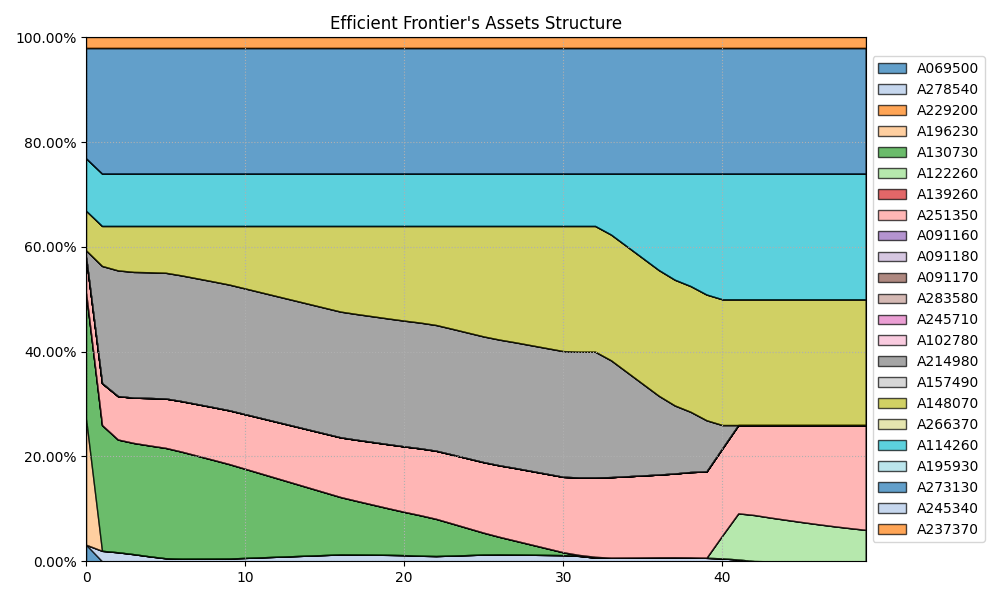 Efficient Frontier's Assets Structure
100.00%
80.00%
60.00%
40.00%
20.00%
0.00%
0
10
20
30
40
A069500
A278540
A229200
A196230
A130730
A122260
A139260
A251350
A091160
A091180
A091170
A283580
A245710
A102780
A214980
A157490
A148070
A266370
A114260
A195930
A273130
A245340
A237370